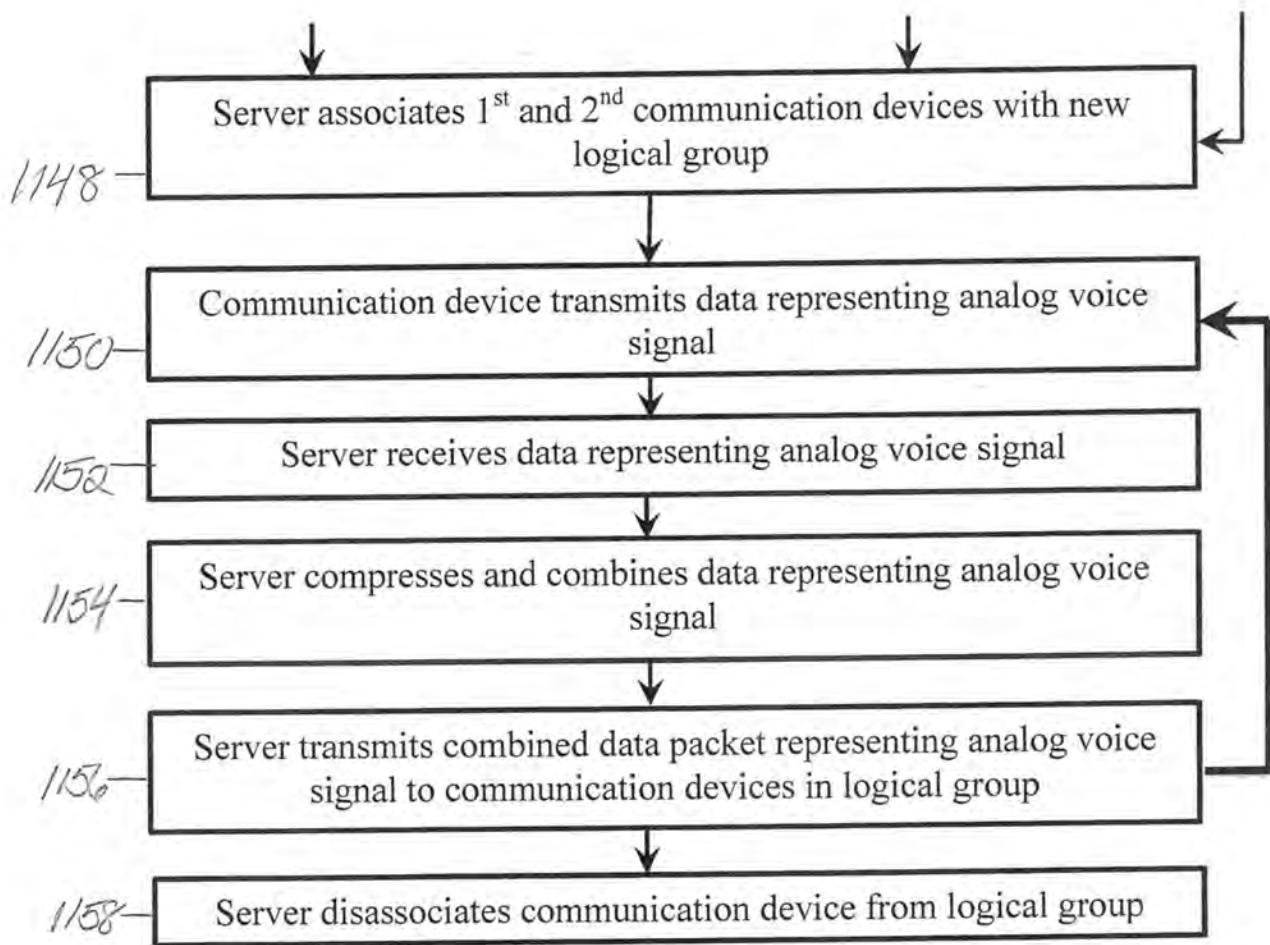 Server associates 1st and 2nd communication devices with new
logical group
1148
Communication device transmits data representing analog voice
signal
1150
Server receives data representing analog voice signal
1152
Server compresses and combines data representing analog voice
signal
1154
Server transmits combined data packet representing analog voice
signal to communication devices in logical group
1156
Server disassociates communication device from logical group
1158